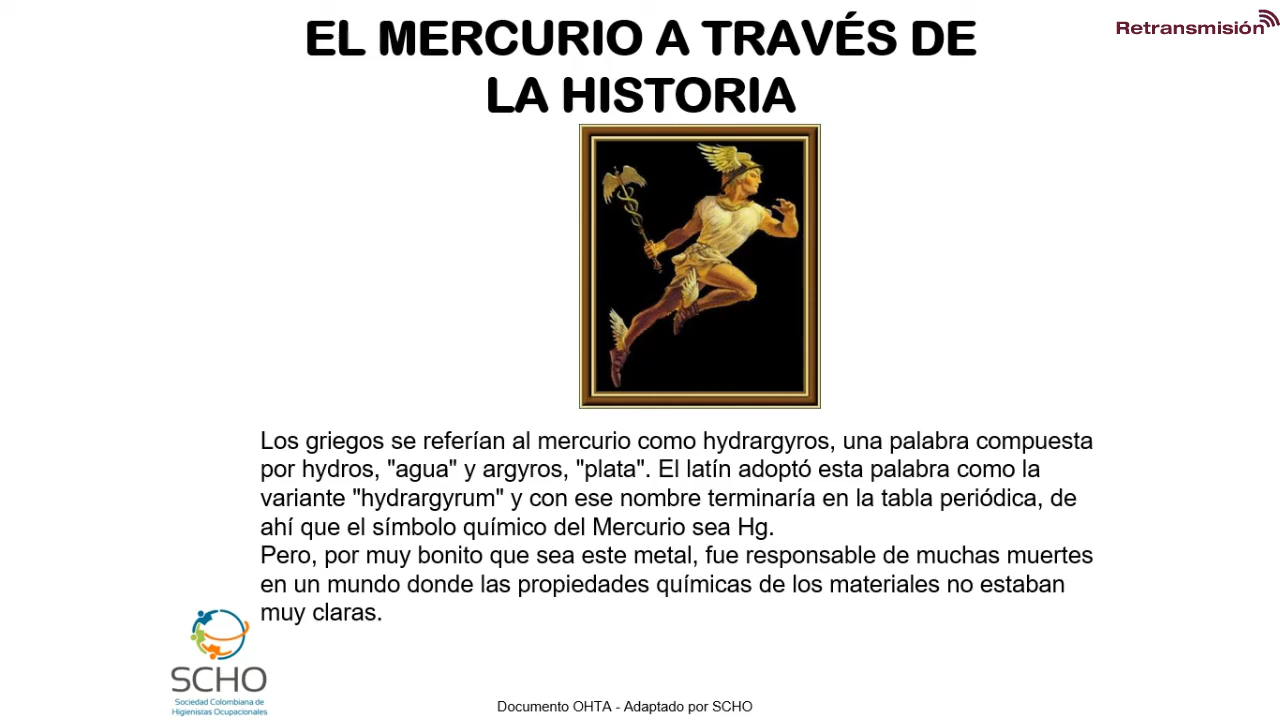 EL MERCURIO A TRAVÉS DE
LA HISTORIA
Retransmisión
Los griegos se referían al mercurio como hydrargyros, una palabra compuesta
por hydros, "agua" y argyros, "plata". El latín adoptó esta palabra como la
variante "hydrargyrum" y con ese nombre terminaría en la tabla periódica, de
ahí que el símbolo químico del Mercurio sea Hg.
Pero, por muy bonito que sea este metal, fue responsable de muchas muertes
en un mundo donde las propiedades químicas de los materiales no estaban
muy claras.
SCHO
Sociedad Colombiana de
Higienistas Ocupacionales
Documento OHTA - Adaptado por SCHO